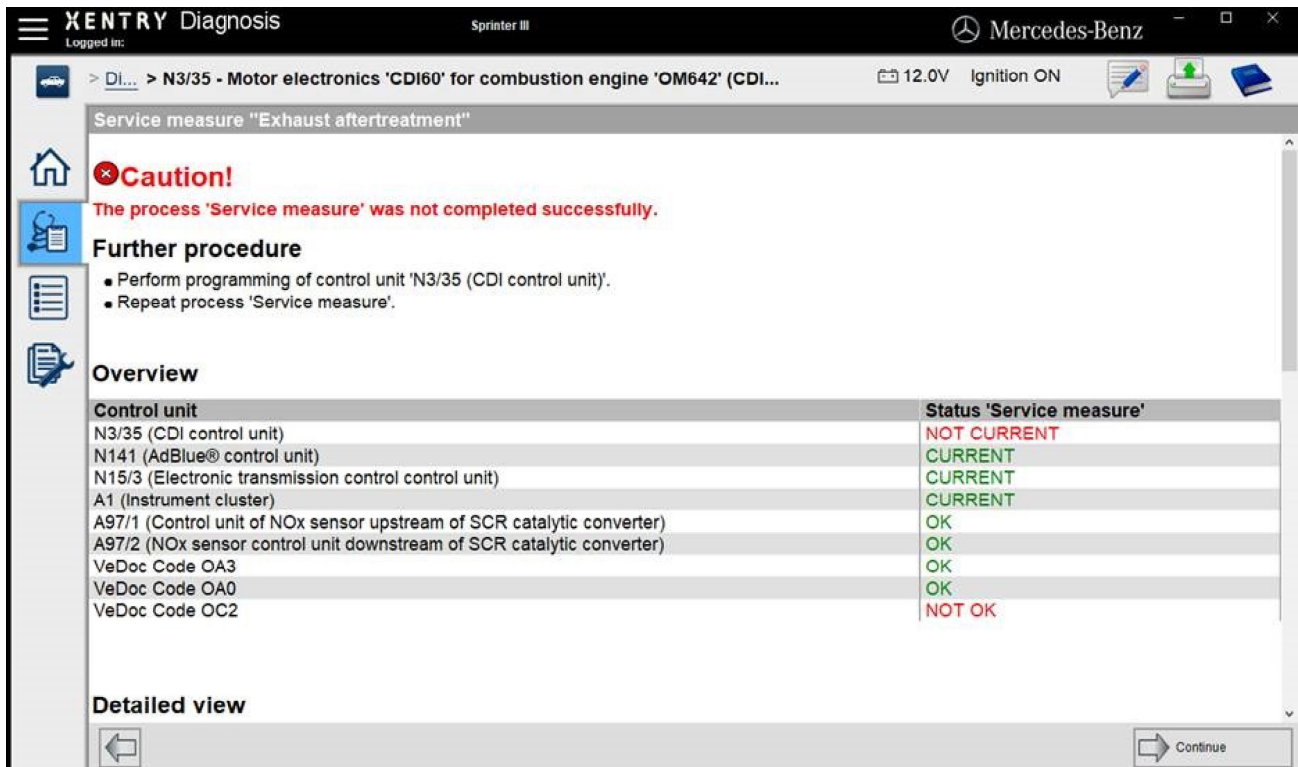 XENTRY Diagnosis
Logged in:
Sprinter III
Mercedes-Benz
> Di... > N3/35 - Motor electronics 'CDI60' for combustion engine 'OM642' (CDI...
12.0V Ignition ON
Service measure "Exhaust aftertreatment"
Caution!
The process 'Service measure' was not completed successfully.
Further procedure
• Perform programming of control unit 'N3/35 (CDI control unit)'.
• Repeat process 'Service measure'.
Overview
Control unit Status 'Service measure'
N3/35 (CDI control unit) NOT CURRENT
N141 (AdBlue® control unit) CURRENT
N15/3 (Electronic transmission control control unit) CURRENT
A1 (Instrument cluster) CURRENT
A97/1 (Control unit of NOx sensor upstream of SCR catalytic converter) OK
A97/2 (NOx sensor control unit downstream of SCR catalytic converter) OK
VeDoc Code OA3 OK
VeDoc Code OA0 OK
VeDoc Code OC2 NOT OK
Detailed view
Continue